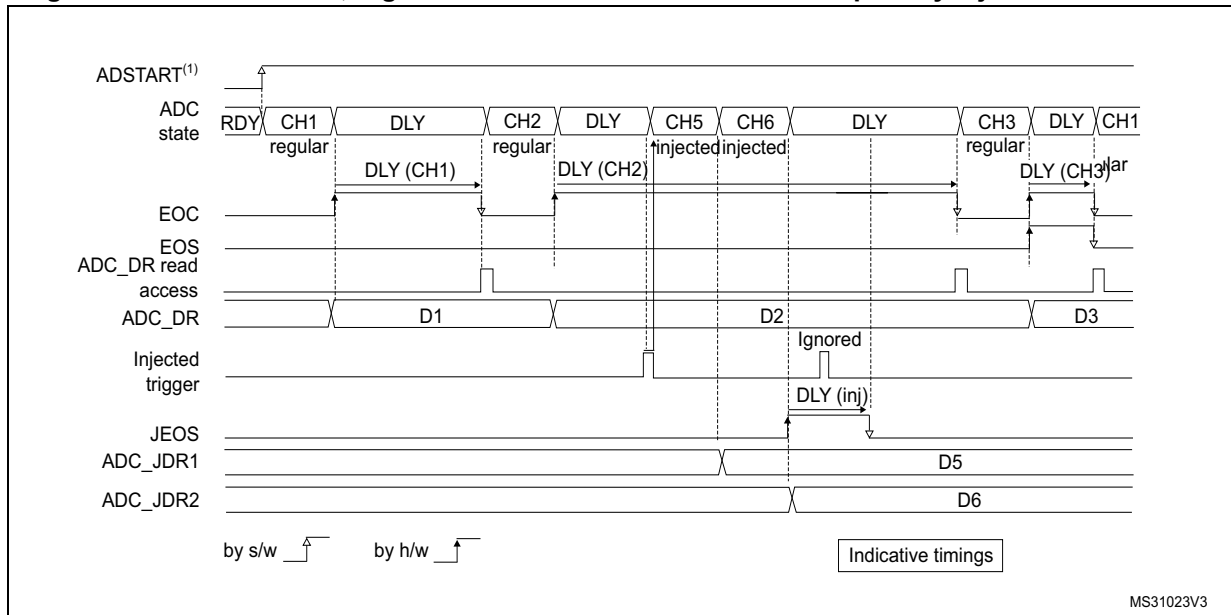 ADSTART(1)
ADC state
RDY CH1 DLY CH2 DLY CH5 CH6 DLY CH3 DLY CH1
regular regular injected injected regular
DLY (CH1) DLY (CH2) DLY (CH3) lar
EOC
EOS
ADC_DR read access
ADC_DR D1 D2 D3
Ignored
Injected trigger
DLY (inj)
JEOS
ADC_JDR1 D5
ADC_JDR2 D6
by s/w by h/w Indicative timings
MS31023V3